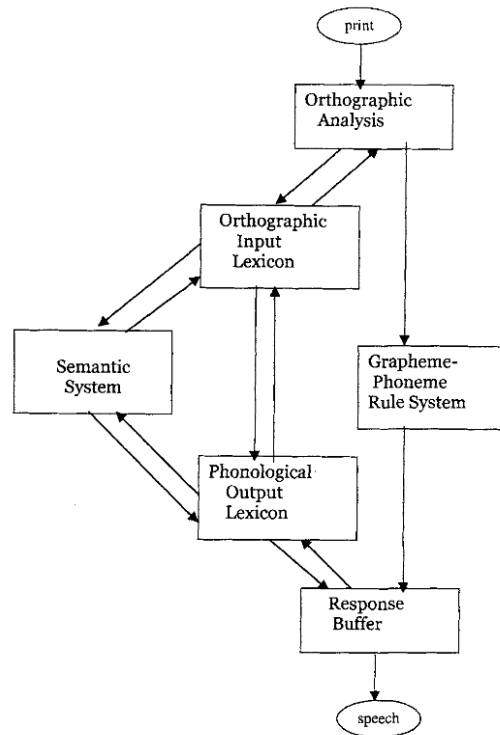 print
Orthographic
Analysis
Orthographic
Input
Lexicon
Semantic
System
Grapheme-
Phoneme
Rule System
Phonological
Output
Lexicon
Response
Buffer
speech